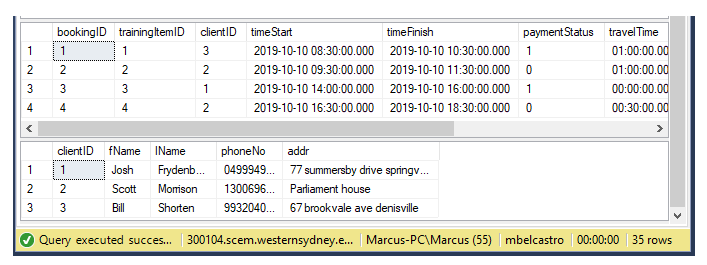 bookingID trainingItemID clientID timeStart timeFinish paymentStatus travelTime
1 1 1 3 2019-10-10 08:30:00.000 2019-10-10 10:30:00.000 1 01:00:00.00
2 2 2 2 2019-10-10 09:30:00.000 2019-10-10 11:30:00.000 0 01:00:00.00
3 3 3 1 2019-10-10 14:00:00.000 2019-10-10 16:00:00.000 1 00:00:00.00
4 4 4 2 2019-10-10 16:30:00.000 2019-10-10 18:30:00.000 0 00:30:00.00
clientID fName lName phoneNo addr
1 1 Josh Frydenb... 0499949... 77 summersby drive springv...
2 2 Scott Morrison 1300696... Parliament house
3 3 Bill Shorten 9932040... 67 brookvale ave denisville
Query executed succes... 300104.scem.westernsydney.e... Marcus-PC\Marcus (55) mbelcastro 00:00:00 35 rows